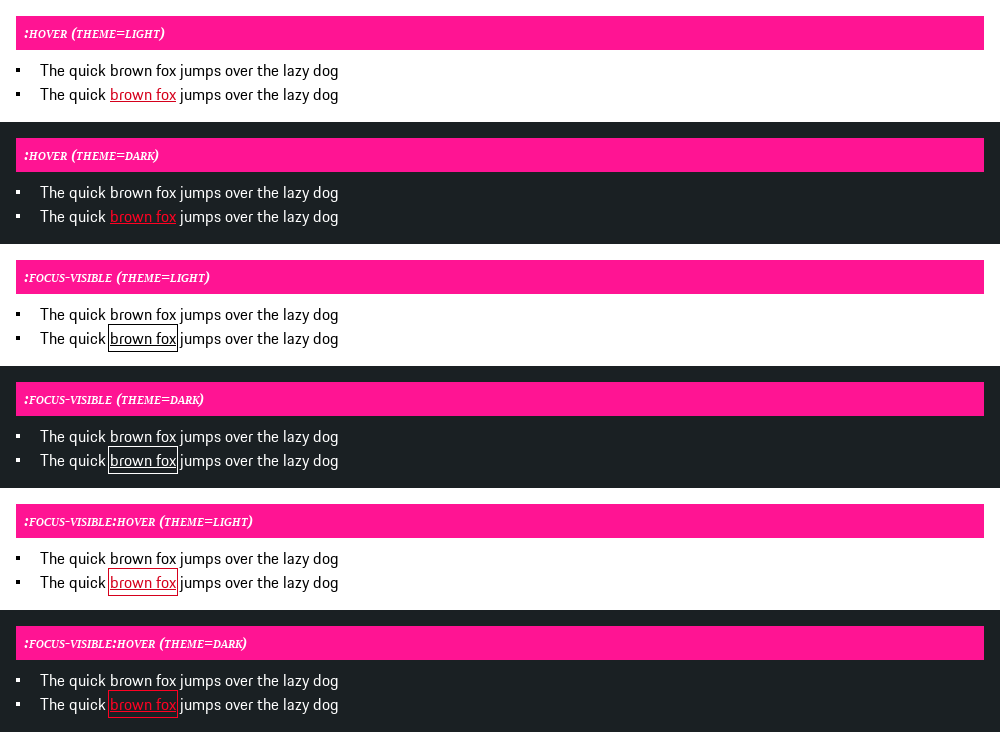 :HOVER (THEME=LIGHT)
▪ The quick brown fox jumps over the lazy dog
▪ The quick brown fox jumps over the lazy dog
:HOVER (THEME=DARK)
▪ The quick brown fox jumps over the lazy dog
▪ The quick brown fox jumps over the lazy dog
:FOCUS-VISIBLE (THEME=LIGHT)
▪ The quick brown fox jumps over the lazy dog
▪ The quick brown fox jumps over the lazy dog
:FOCUS-VISIBLE (THEME=DARK)
▪ The quick brown fox jumps over the lazy dog
▪ The quick brown fox jumps over the lazy dog
:FOCUS-VISIBLE:HOVER (THEME=LIGHT)
▪ The quick brown fox jumps over the lazy dog
▪ The quick brown fox jumps over the lazy dog
:FOCUS-VISIBLE:HOVER (THEME=DARK)
▪ The quick brown fox jumps over the lazy dog
▪ The quick brown fox jumps over the lazy dog